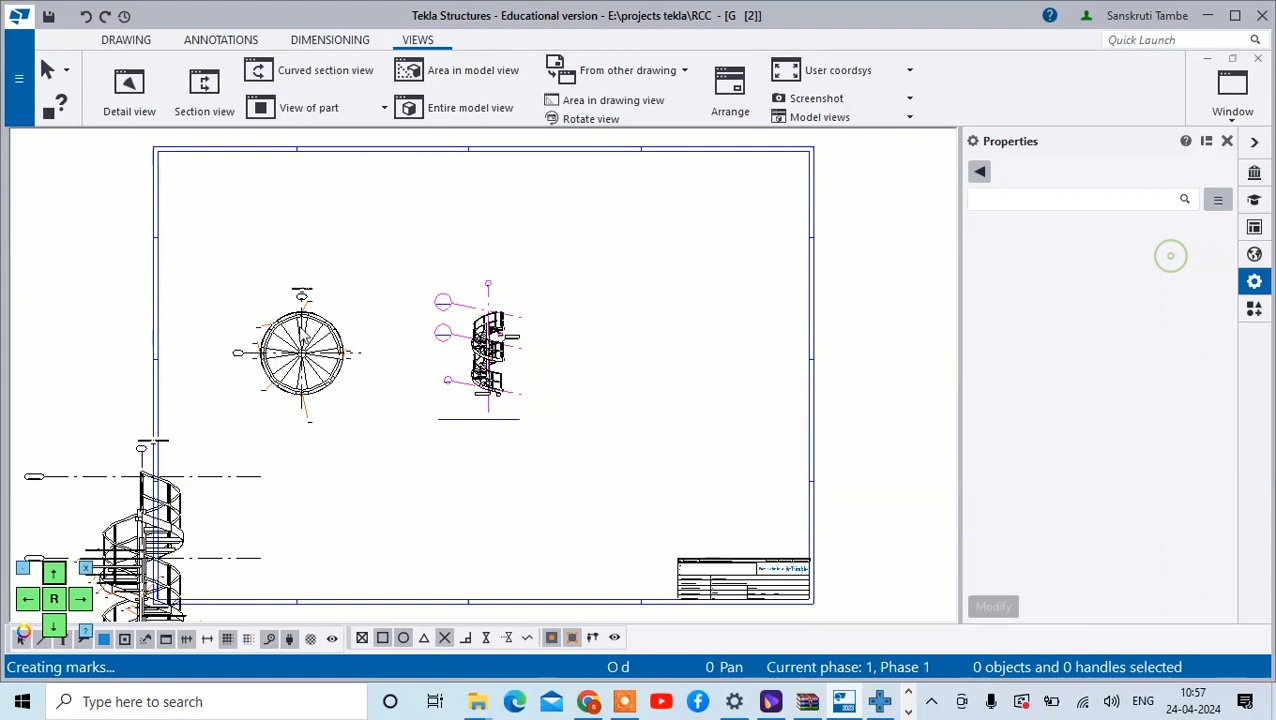 Tekla Structures - Educational version - E:\projects tekla\RCC - [G [2]]
Sanskruti Tambe
DRAWING
ANNOTATIONS
DIMENSIONING
VIEWS
Quick Launch
Detail view
Section view
Curved section view
View of part
Area in model view
Entire model view
From other drawing
Area in drawing view
Rotate view
Arrange
User coordsys
Screenshot
Model views
Window
Properties
Modify
R
X
?
Creating marks...
O d
0 Pan
Current phase: 1, Phase 1
0 objects and 0 handles selected
Type here to search
2023
ENG
10:57
24-04-2024